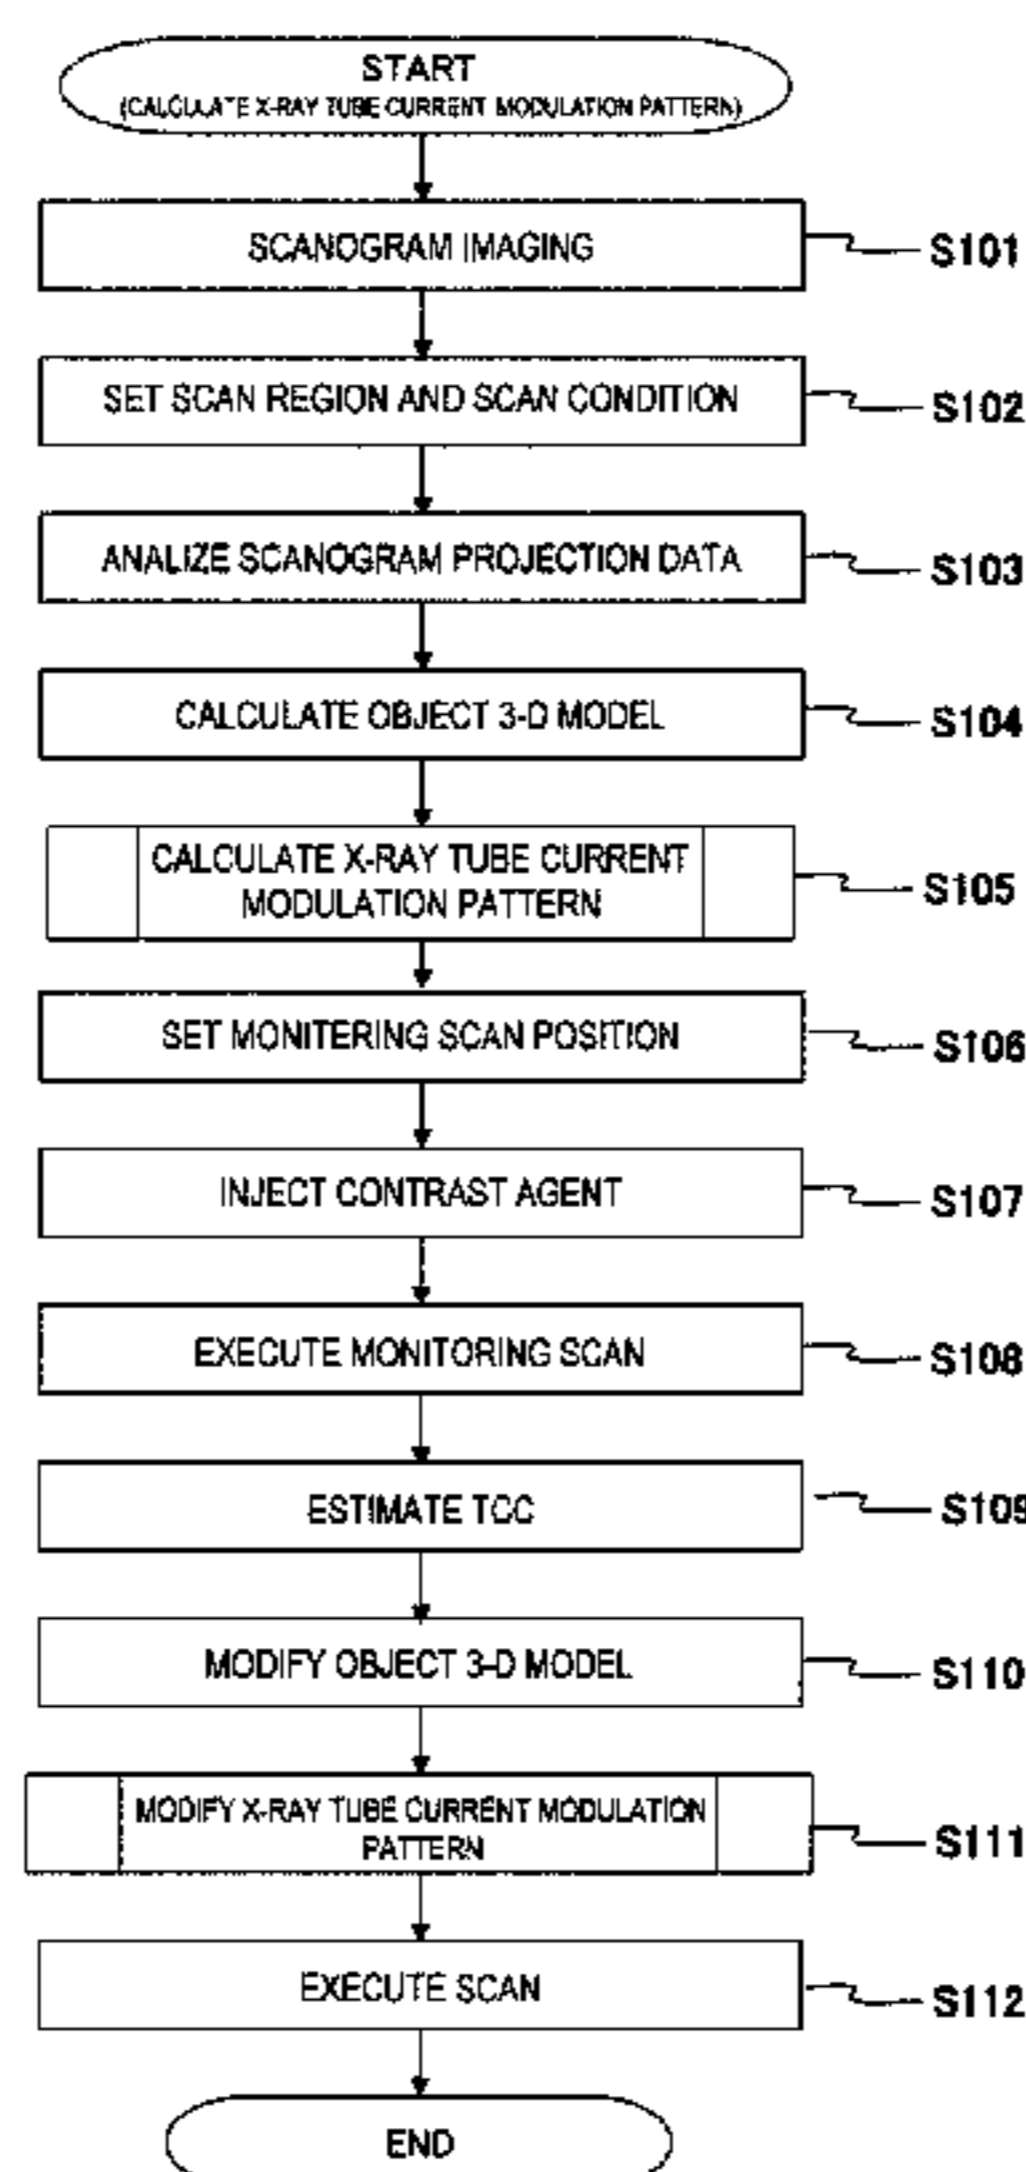 START
(CALCULATE X-RAY TUBE CURRENT MODULATION PATTERN)
SCANOGRAM IMAGING
S101
SET SCAN REGION AND SCAN CONDITION
S102
ANALIZE SCANOGRAM PROJECTION DATA
S103
CALCULATE OBJECT 3-D MODEL
S104
CALCULATE X-RAY TUBE CURRENT
MODULATION PATTERN
S105
SET MONITERING SCAN POSITION
S106
INJECT CONTRAST AGENT
S107
EXECUTE MONITORING SCAN
S108
ESTIMATE TCC
S109
MODIFY OBJECT 3-D MODEL
S110
MODIFY X-RAY TUBE CURRENT MODULATION
PATTERN
S111
EXECUTE SCAN
S112
END